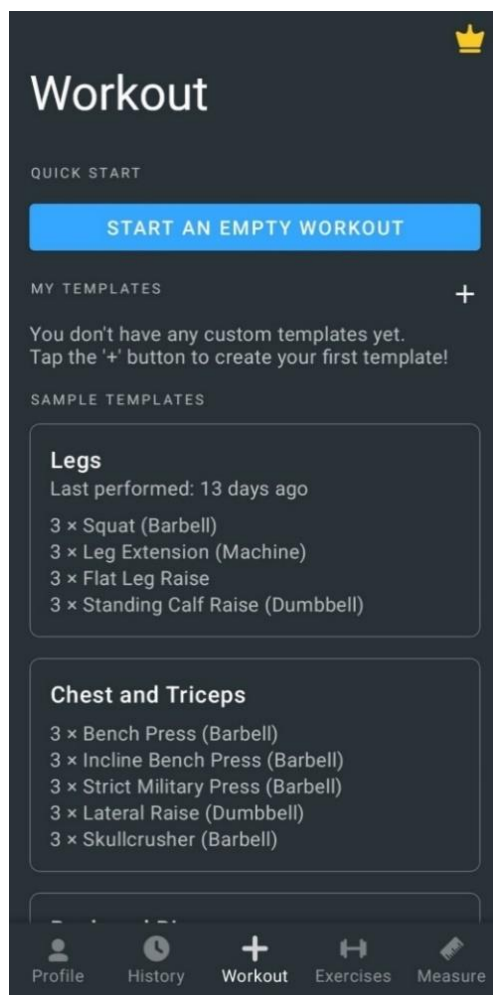 Workout
QUICK START
START AN EMPTY WORKOUT
MY TEMPLATES
You don't have any custom templates yet.
Tap the '+' button to create your first template!
SAMPLE TEMPLATES
Legs
Last performed: 13 days ago
3 × Squat (Barbell)
3 × Leg Extension (Machine)
3 × Flat Leg Raise
3 × Standing Calf Raise (Dumbbell)
Chest and Triceps
3 × Bench Press (Barbell)
3 × Incline Bench Press (Barbell)
3 × Strict Military Press (Barbell)
3 × Lateral Raise (Dumbbell)
3 × Skullcrusher (Barbell)
Profile History Workout Exercises Measure